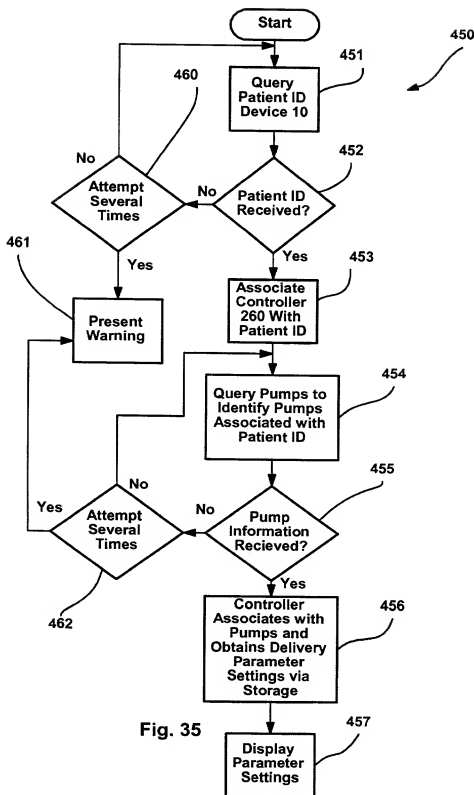 Start
450
451
Query
Patient ID
Device 10
460
No
Attempt
Several
Times
No
452
Patient ID
Received?
Yes
Yes
461
Present
Warning
453
Associate
Controller
260 With
Patient ID
454
Query Pumps to
Identify Pumps
Associated with
Patient ID
No
Yes
Attempt
Several
Times
462
No
455
Pump
Information
Recieved?
Yes
456
Controller
Associates with
Pumps and
Obtains Delivery
Parameter
Settings via
Storage
Fig. 35
457
Display
Parameter
Settings